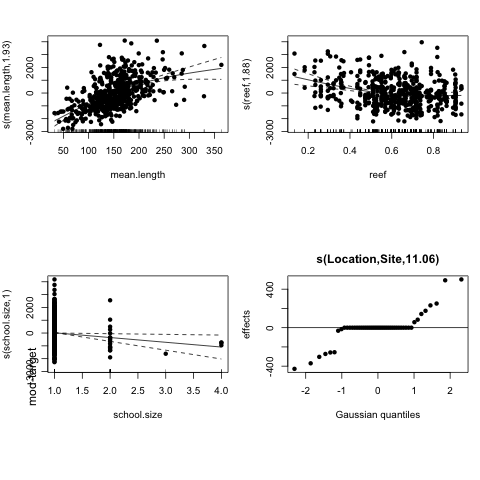 s(mean.length,1.93)
2000
0
-3000
50 100 150 200 250 300 350
mean.length
s(reef,1.88)
2000
0
-3000
0.2 0.4 0.6 0.8
reef
s(school.size,1)
2000
0
-3000
1.0 1.5 2.0 2.5 3.0 3.5 4.0
school.size
s(Location,Site,11.06)
effects
400
0
-400
-2 -1 0 1 2
Gaussian quantiles